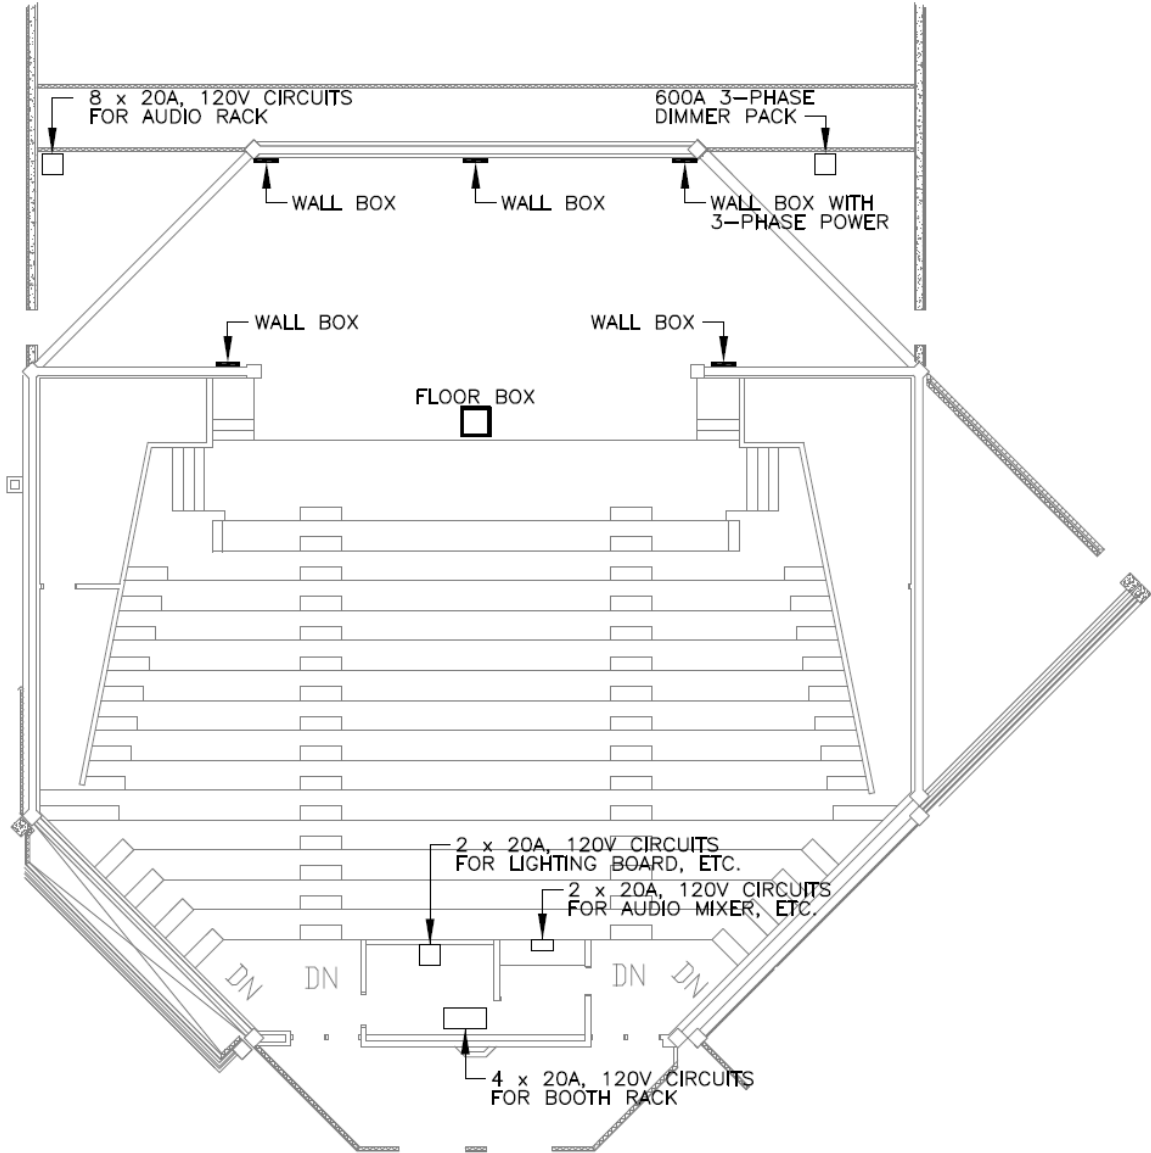 8 x 20A, 120V CIRCUITS
FOR AUDIO RACK
600A 3-PHASE
DIMMER PACK
WALL BOX
WALL BOX
WALL BOX WITH
3-PHASE POWER
WALL BOX
WALL BOX
FLOOR BOX
2 x 20A, 120V CIRCUITS
FOR LIGHTING BOARD, ETC.
2 x 20A, 120V CIRCUITS
FOR AUDIO MIXER, ETC.
DN
DN
DN
DN
4 x 20A, 120V CIRCUITS
FOR BOOTH RACK